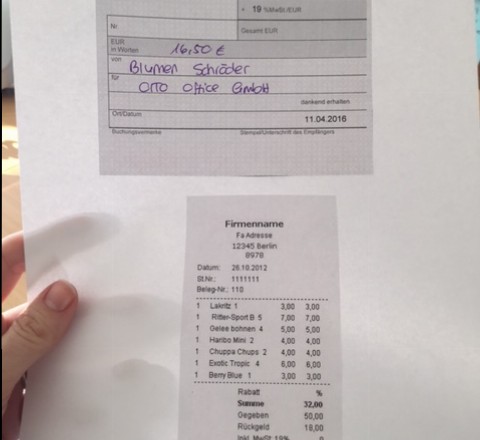 + 19 %MwSt./EUR
Nr
Gesamt EUR
EUR
in Worten 16,50 €
von
Blumen Schröder
für
OTTO Office GmbH
dankend erhalten
Ort/Datum
11.04.2016
Buchungsvermerke Stempel/Unterschrift des Empfängers
Firmenname
Fa Adresse
12345 Berlin
8978
Datum: 26.10.2012
St.Nr.: 1111111
Beleg-Nr.: 110
1 Lakritz 1 3,00 3,00
1 Ritter-Sport B 5 7,00 7,00
1 Gelee bohnen 4 5,00 5,00
1 Haribo Mini 2 4,00 4,00
1 Chuppa Chups 2 4,00 4,00
1 Exotic Tropic 4 6,00 6,00
1 Berry Blue 1 3,00 3,00
Rabatt %
Summe 32,00
Gegeben 50,00
Rückgeld 18,00
Inkl. MwSt 19%